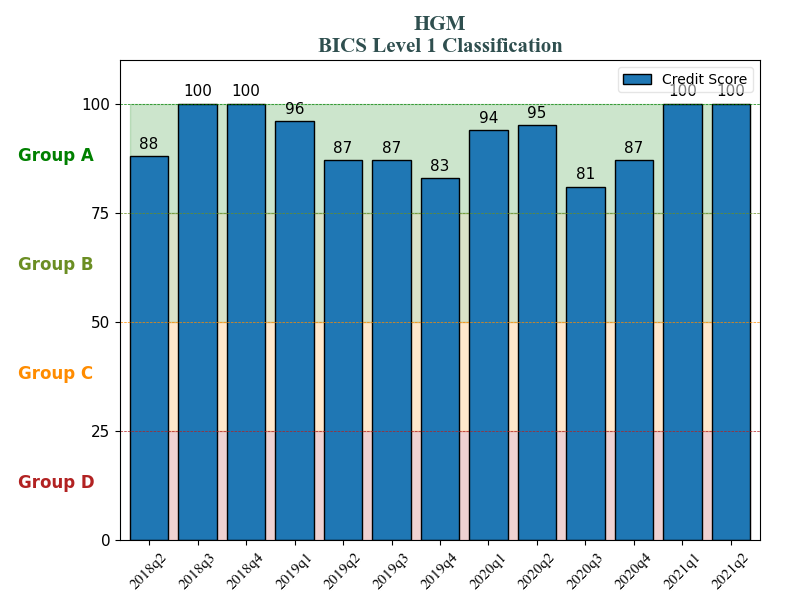 HGM
BICS Level 1 Classification
Credit Score
88 100 100 96 87 87 83 94 95 81 87 100 100
100
Group A
75
Group B
50
Group C
25
Group D
0
2018q2 2018q3 2018q4 2019q1 2019q2 2019q3 2019q4 2020q1 2020q2 2020q3 2020q4 2021q1 2021q2